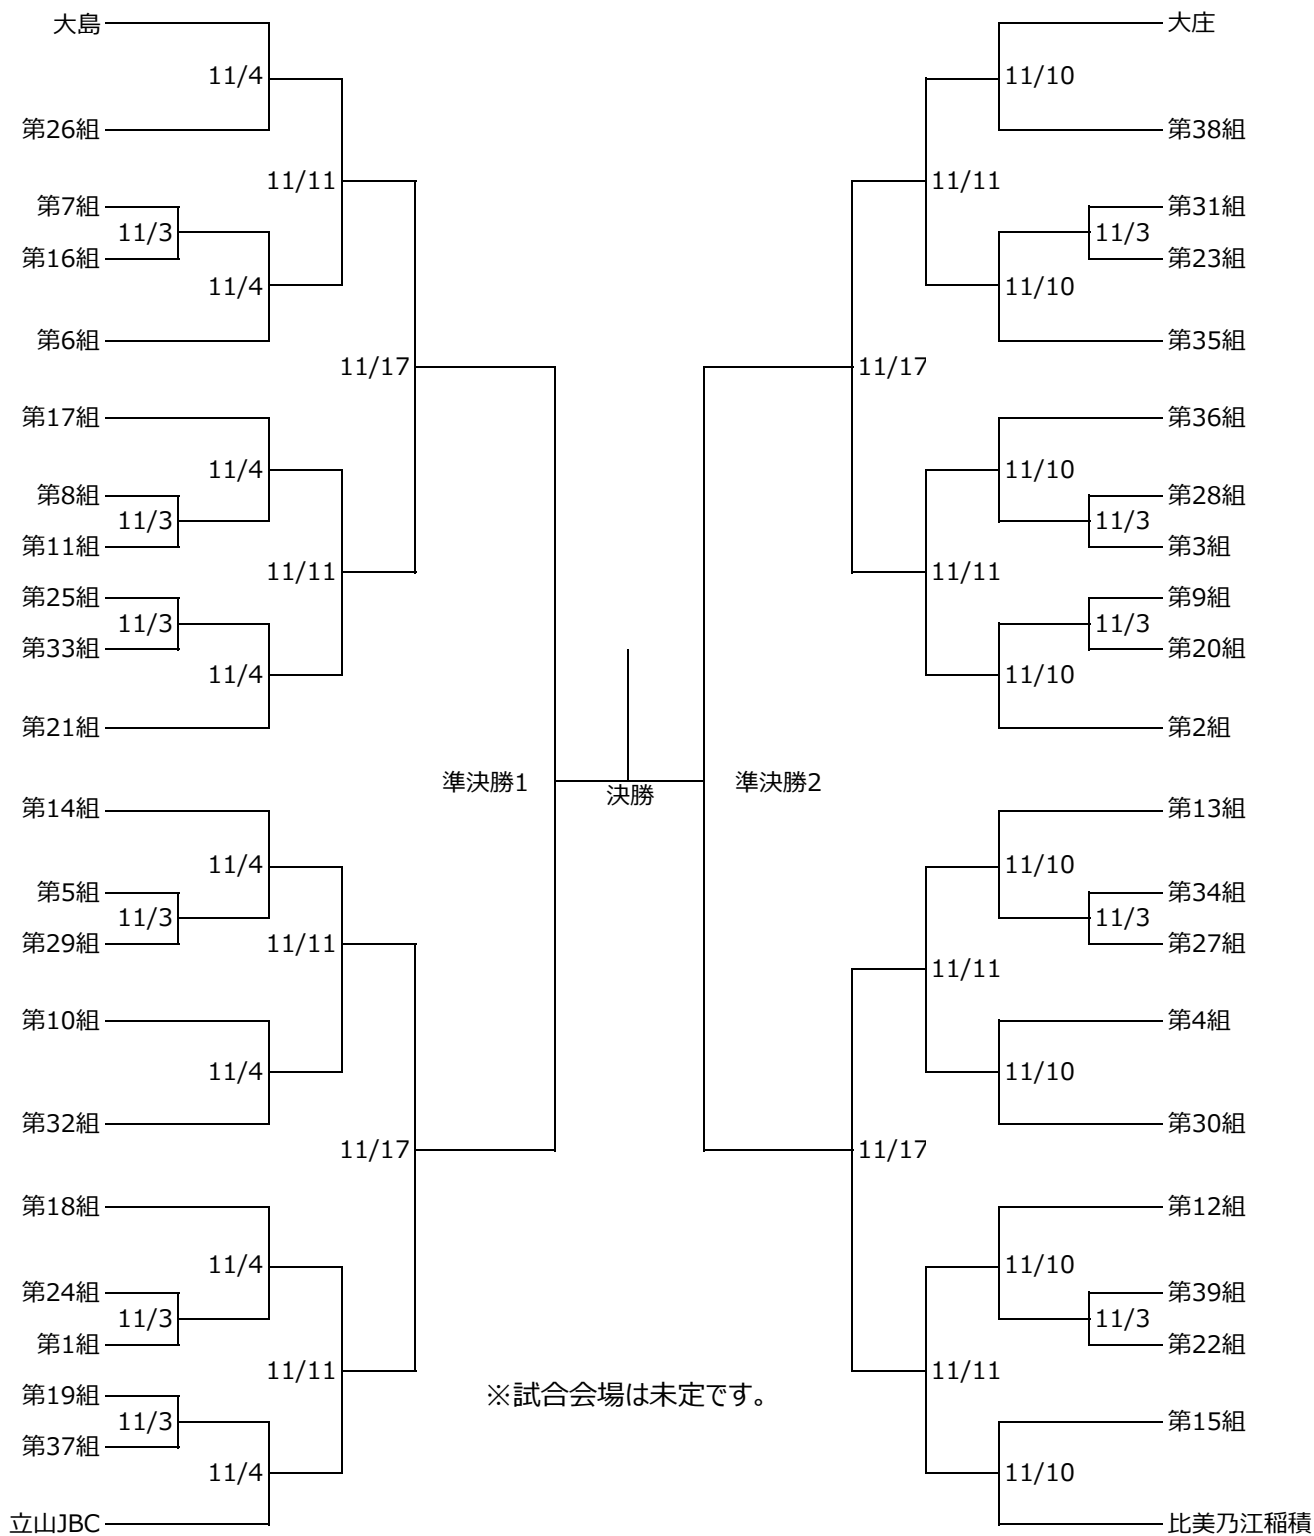 大島
11/4
第26組
11/11
第7組
11/3
第16組
11/4
第6組
11/17
第17組
11/4
第8組
11/3
第11組
11/11
第25組
11/3
第33組
11/4
第21組
準決勝1
第14組
11/4
第5組
11/3
第29組
11/11
第10組
11/4
第32組
11/17
第18組
11/4
第24組
11/3
第1組
11/11
第19組
11/3
第37組
11/4
立山JBC
決勝
※試合会場は未定です。
大庄
11/10
第38組
11/11
第31組
11/3
第23組
11/10
第35組
11/17
第36組
11/10
第28組
11/3
第3組
11/11
第9組
11/3
第20組
11/10
第2組
準決勝2
第13組
11/10
第34組
11/3
第27組
11/11
第4組
11/10
第30組
11/17
第12組
11/10
第39組
11/3
第22組
11/11
第15組
11/10
比美乃江稲積